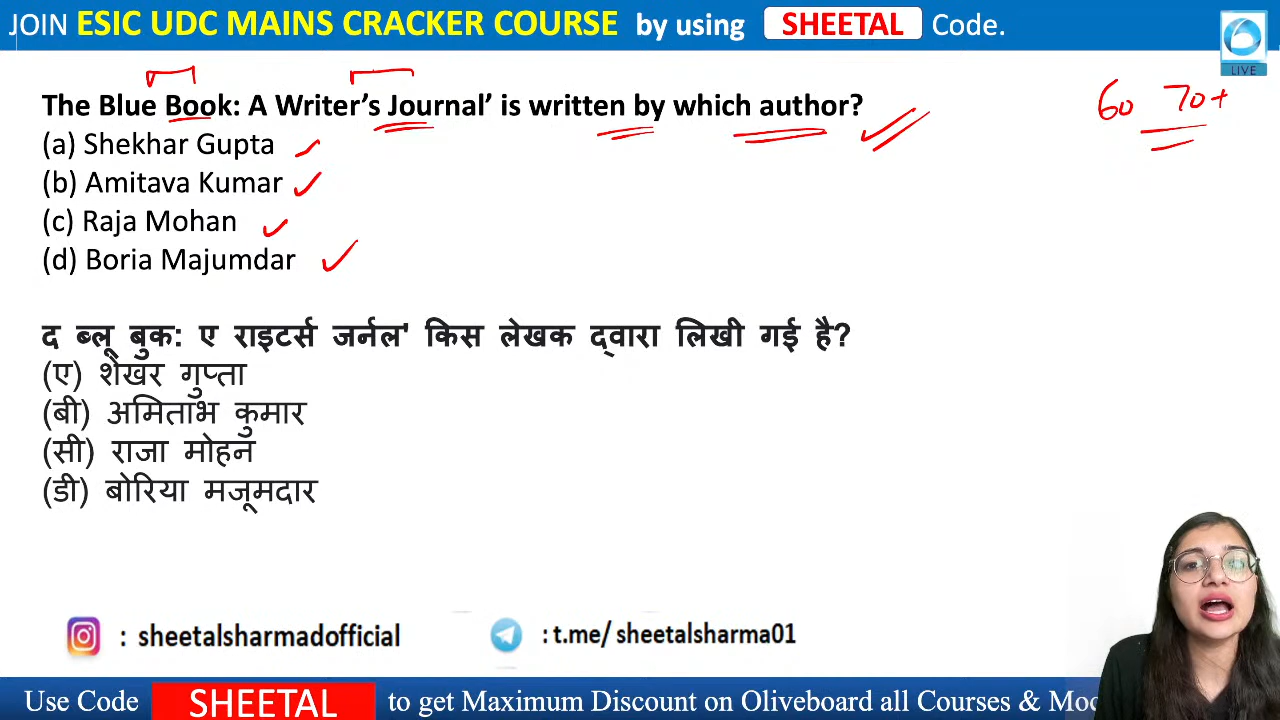 JOIN ESIC UDC MAINS CRACKER COURSE by using SHEETAL Code.
LIVE
60 70+
The Blue Book: A Writer’s Journal’ is written by which author?
(a) Shekhar Gupta
(b) Amitava Kumar
(c) Raja Mohan
(d) Boria Majumdar
द ब्लू बुक: ए राइटर्स जर्नल' किस लेखक द्वारा लिखी गई है?
(ए) शेखर गुप्ता
(बी) अमिताभ कुमार
(सी) राजा मोहन
(डी) बोरिया मजूमदार
: sheetalsharmadofficial
: t.me/ sheetalsharma01
Use Code SHEETAL to get Maximum Discount on Oliveboard all Courses &